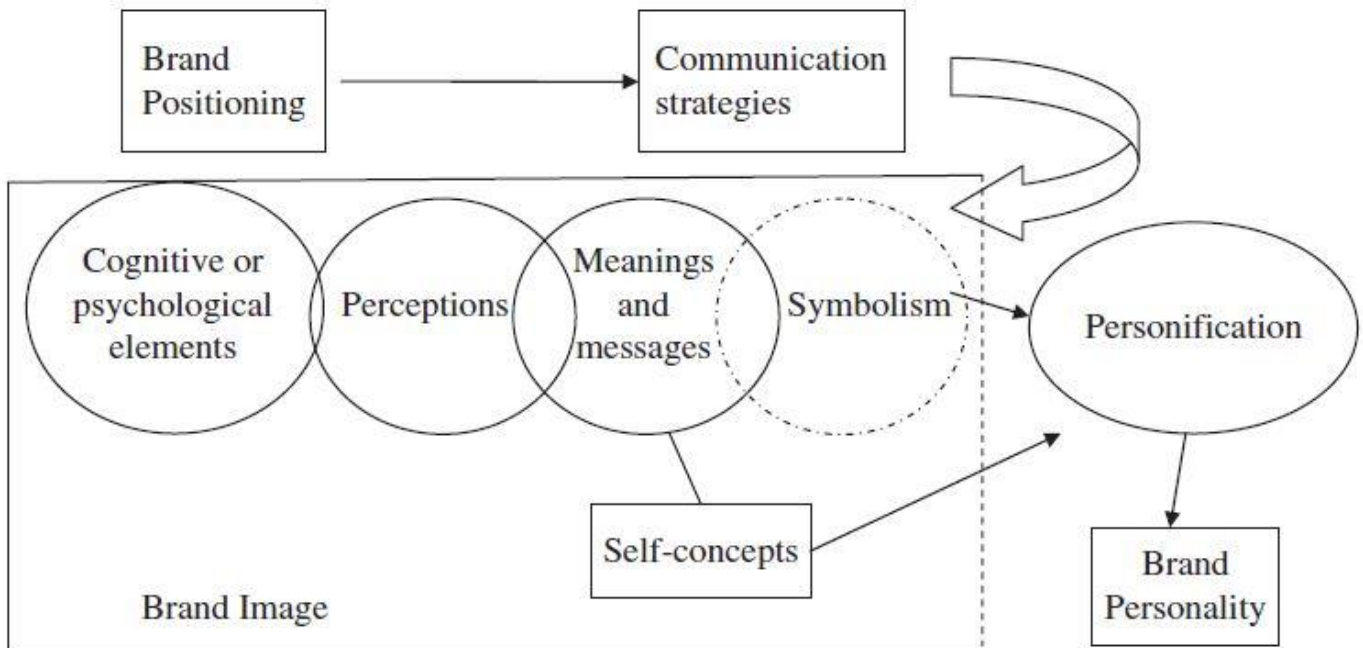 Brand
Positioning
Communication
strategies
Cognitive or
psychological
elements
Perceptions
Meanings
and
messages
Symbolism
Personification
Self-concepts
Brand Image
Brand
Personality